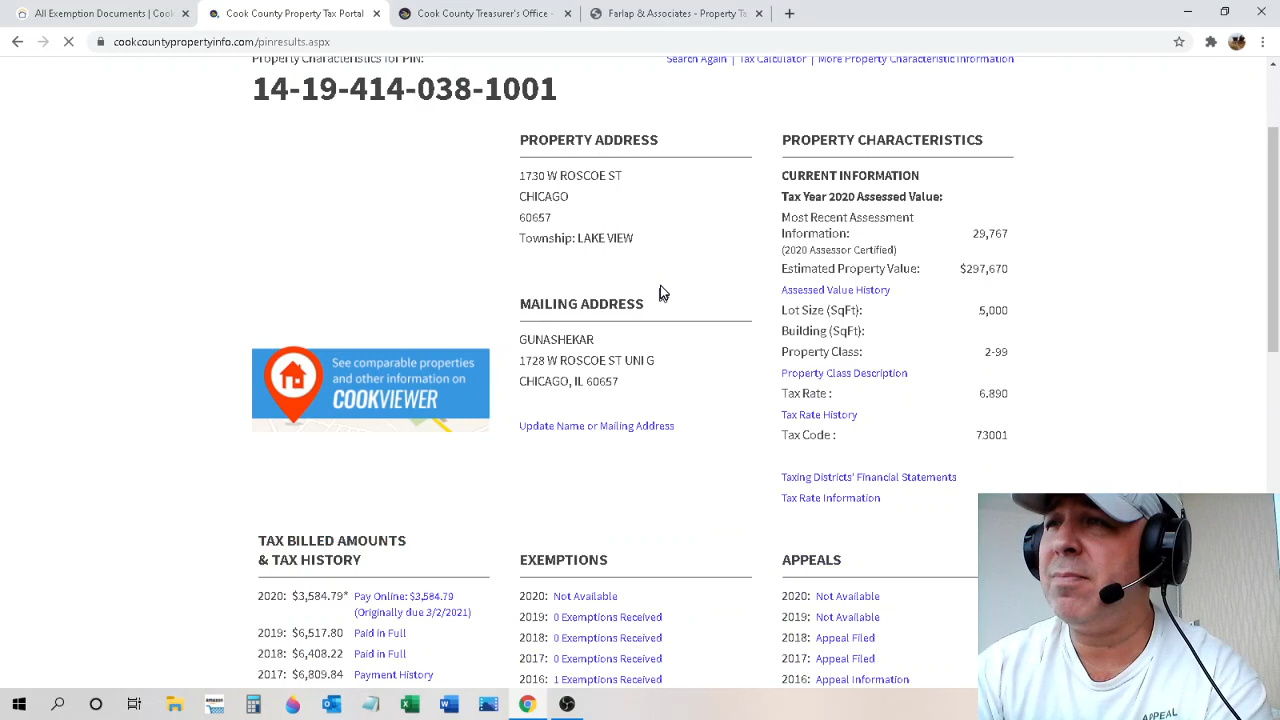 All Exemption Docs
Cook County Propert
Cook County Treasurer's Office -
Farlap & Associates - Property Ta
cookcountypropertyinfo.com/pinresults.aspx
Property Characteristics for PIN:
Search Again | Tax Calculator | More Property Characteristic Information
14-19-414-038-1001
PROPERTY ADDRESS
1730 W ROSCOE ST
CHICAGO
60657
Township: LAKE VIEW
MAILING ADDRESS
GUNASHEKAR
1728 W ROSCOE ST UNI G
CHICAGO, IL 60657
Update Name or Mailing Address
PROPERTY CHARACTERISTICS
CURRENT INFORMATION
Tax Year 2020 Assessed Value:
Most Recent Assessment
Information: 29,767
(2020 Assessor Certified)
Estimated Property Value: $297,670
Assessed Value History
Lot Size (SqFt): 5,000
Building (SqFt):
Property Class: 2-99
Property Class Description
Tax Rate : 6.890
Tax Rate History
Tax Code : 73001
Taxing Districts' Financial Statements
Tax Rate Information
See comparable properties
and other information on
COOKVIEWER
TAX BILLED AMOUNTS
& TAX HISTORY
2020: $3,584.79* Pay Online: $3,584.79
(Originally due 3/2/2021)
2019: $6,517.80 Paid in Full
2018: $6,408.22 Paid in Full
2017: $6,809.84 Payment History
EXEMPTIONS
2020: Not Available
2019: 0 Exemptions Received
2018: 0 Exemptions Received
2017: 0 Exemptions Received
2016: 1 Exemptions Received
APPEALS
2020: Not Available
2019: Not Available
2018: Appeal Filed
2017: Appeal Filed
2016: Appeal Information
amazon
APPEAL